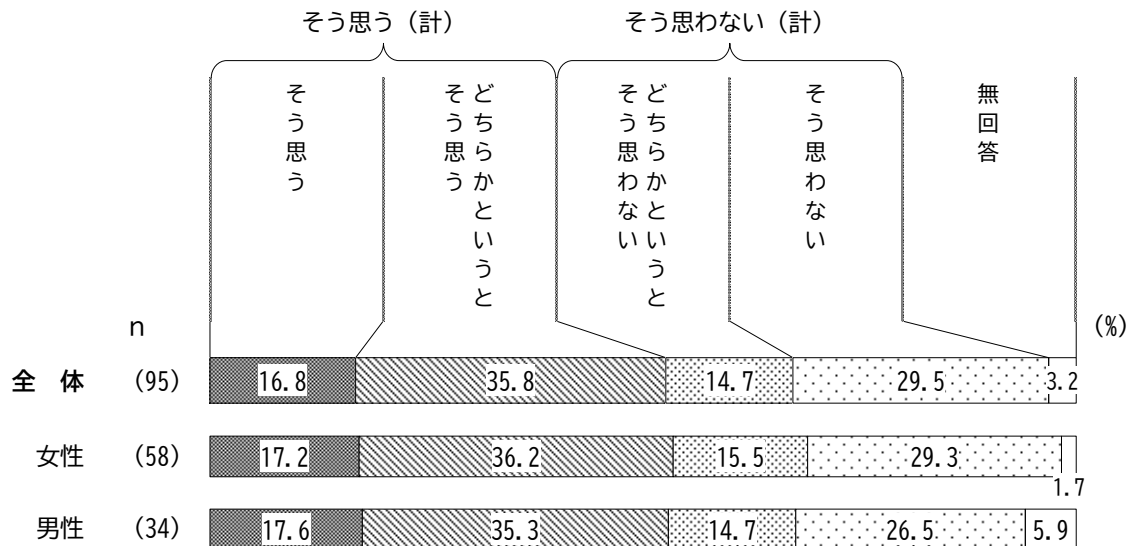 そう思う（計）
そう思わない（計）
そう思う
どちらかというと
そう思う
どちらかというと
そう思わない
そう思わない
無回答
n
(%)
全 体 (95) 16.8 35.8 14.7 29.5 3.2
女性 (58) 17.2 36.2 15.5 29.3 1.7
男性 (34) 17.6 35.3 14.7 26.5 5.9